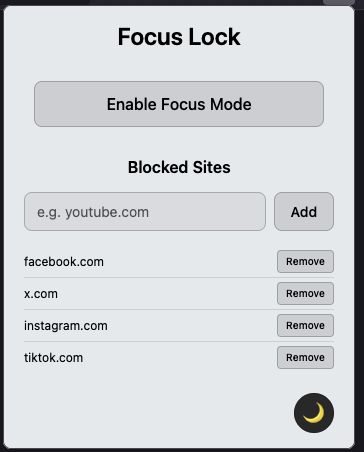 Focus Lock
Enable Focus Mode
Blocked Sites
e.g. youtube.com Add
facebook.com Remove
x.com Remove
instagram.com Remove
tiktok.com Remove